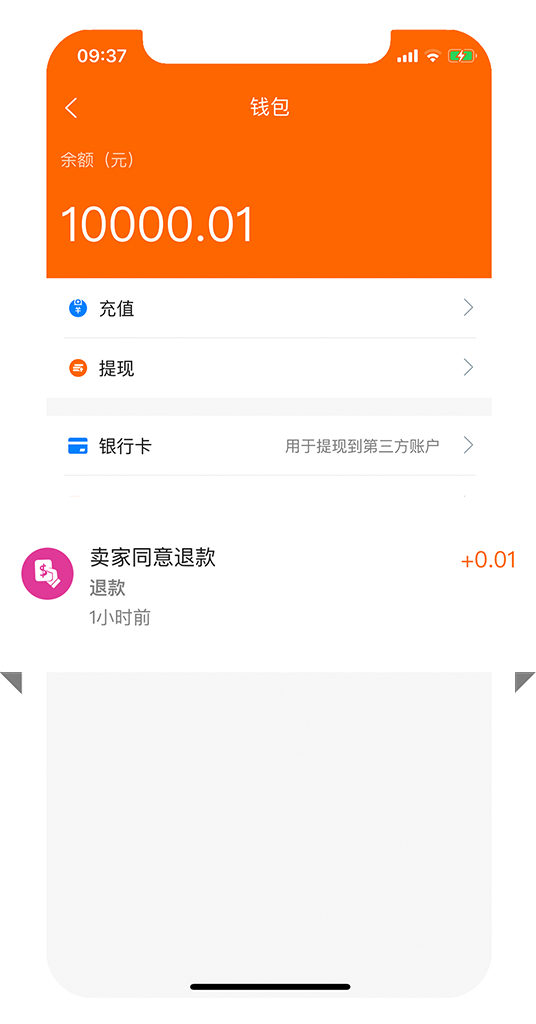 09:37
钱包
余额（元）
10000.01
充值
提现
银行卡 用于提现到第三方账户
卖家同意退款 +0.01
退款
1小时前